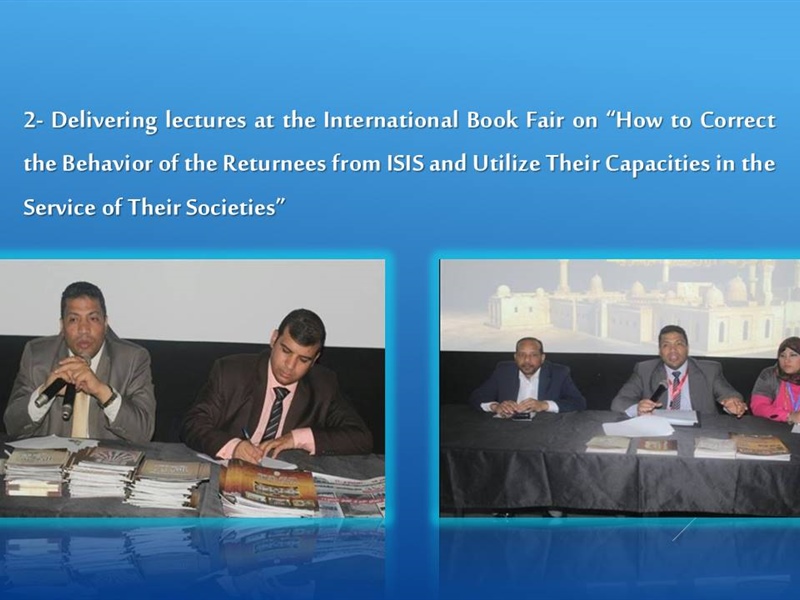 2- Delivering lectures at the International Book Fair on “How to Correct
the Behavior of the Returnees from ISIS and Utilize Their Capacities in the
Service of Their Societies”